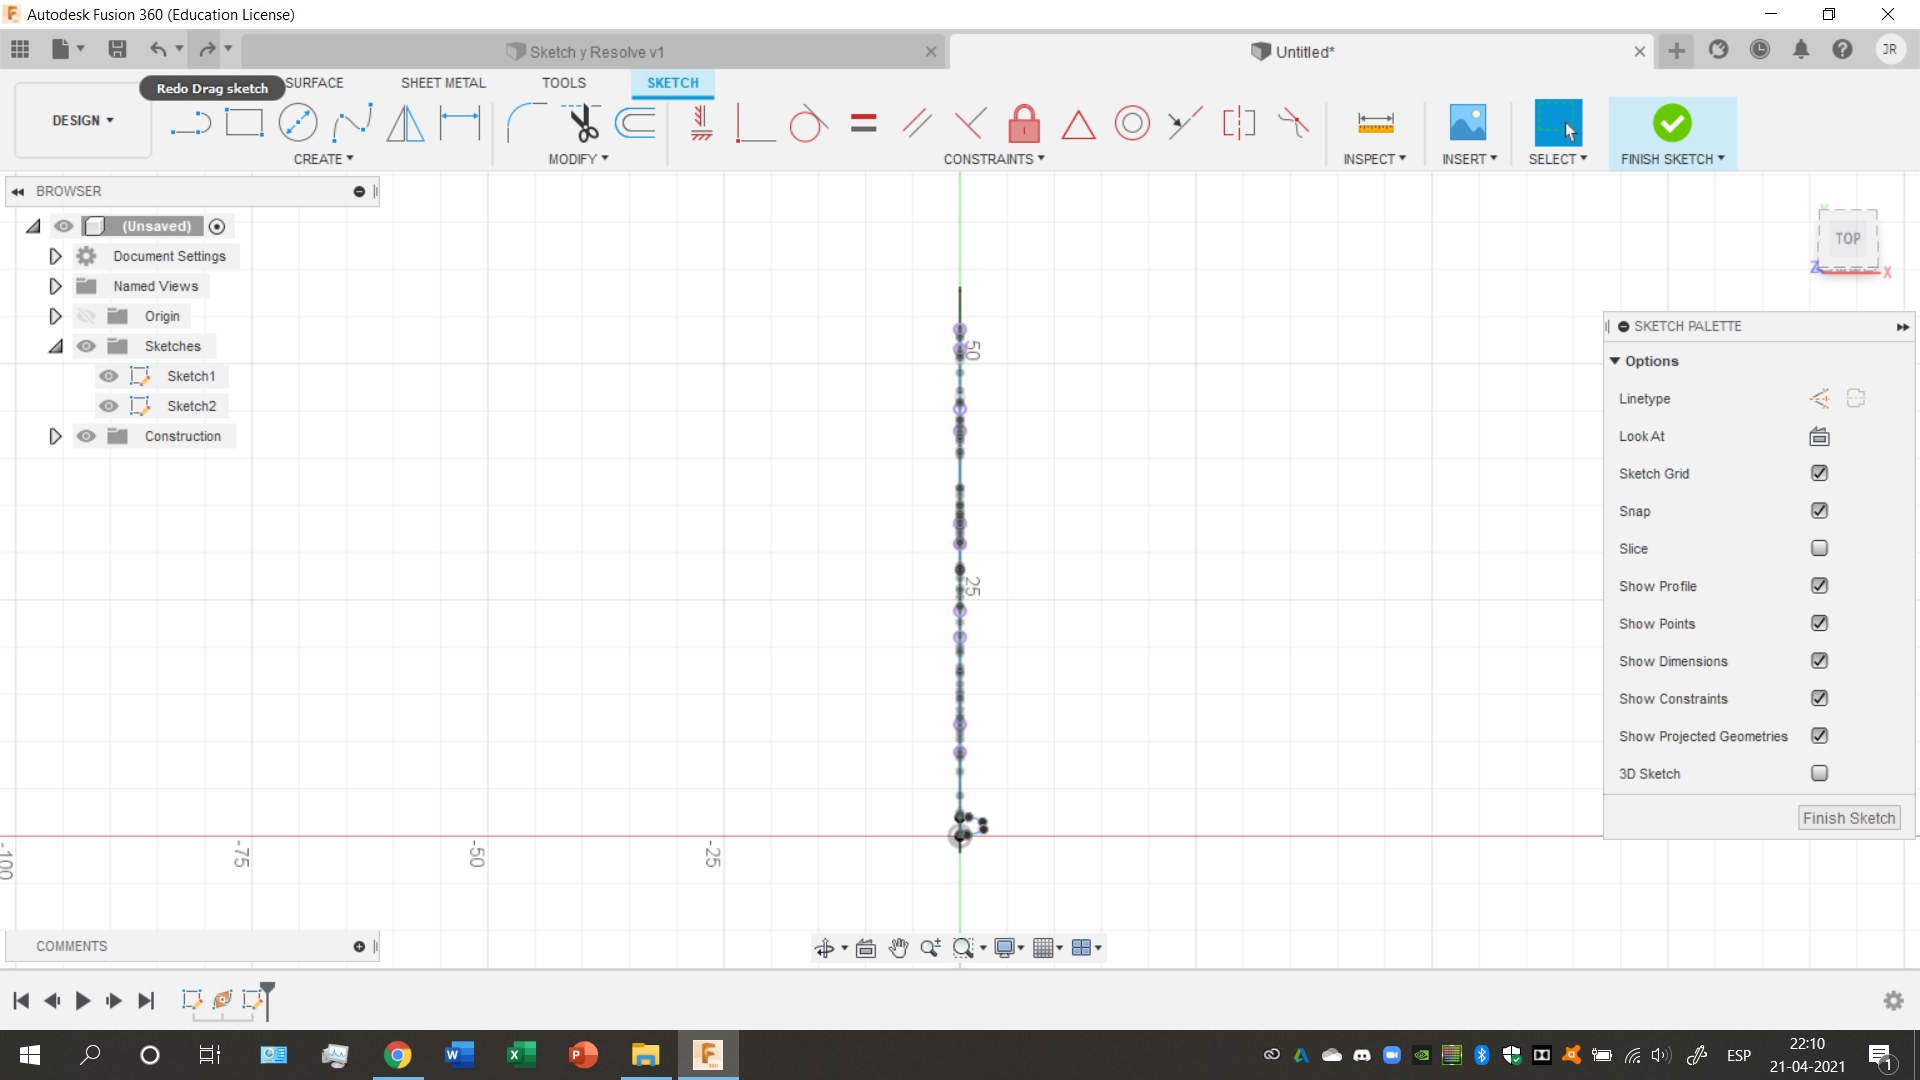 Autodesk Fusion 360 (Education License)
Sketch y Resolve v1
Untitled*
JR
Redo Drag sketch
SURFACE
SHEET METAL
TOOLS
SKETCH
DESIGN
CREATE
MODIFY
CONSTRAINTS
INSPECT
INSERT
SELECT
FINISH SKETCH
BROWSER
(Unsaved)
Document Settings
Named Views
Origin
Sketches
Sketch1
Sketch2
Construction
TOP
Y
Z
X
SKETCH PALETTE
Options
Linetype
Look At
Sketch Grid
Snap
Slice
Show Profile
Show Points
Show Dimensions
Show Constraints
Show Projected Geometries
3D Sketch
Finish Sketch
50
25
-100
-75
-50
-25
COMMENTS
ESP
22:10
21-04-2021
1